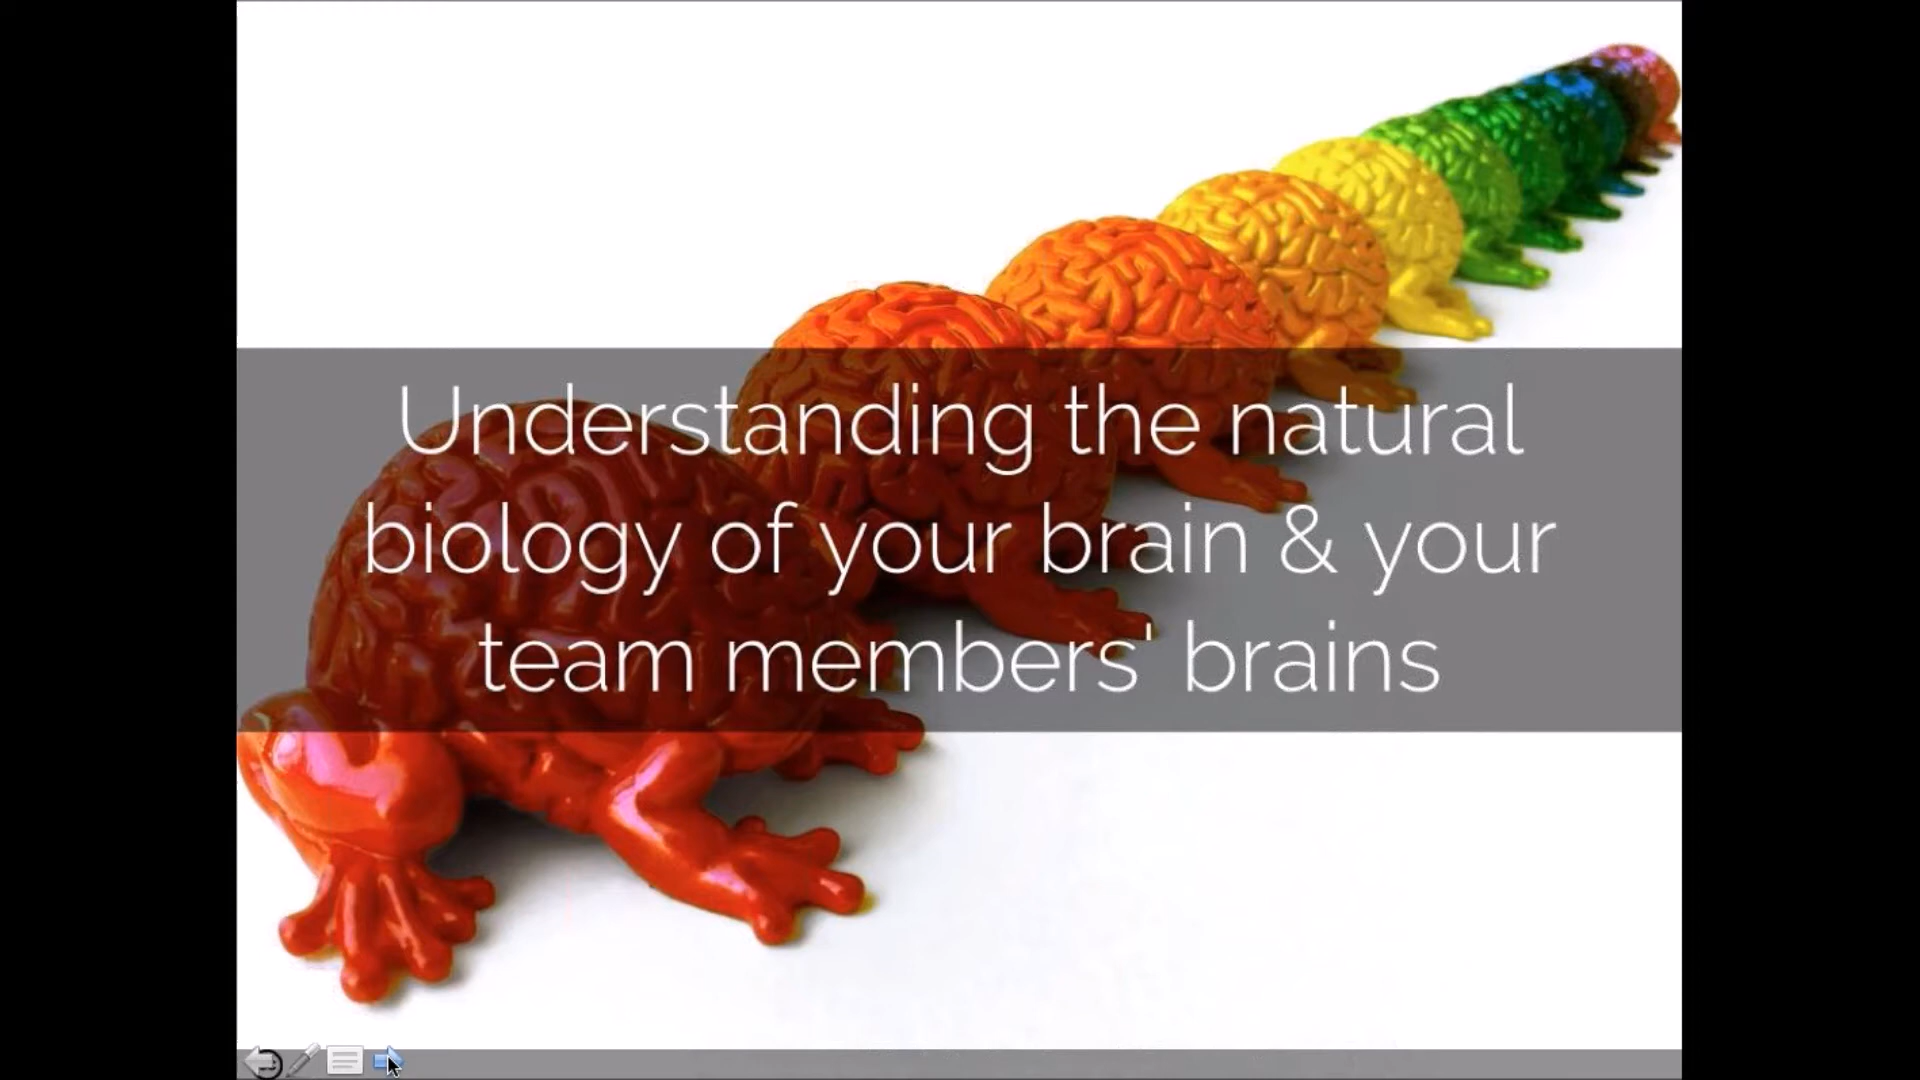 Understanding the natural
biology of your brain & your
team members' brains